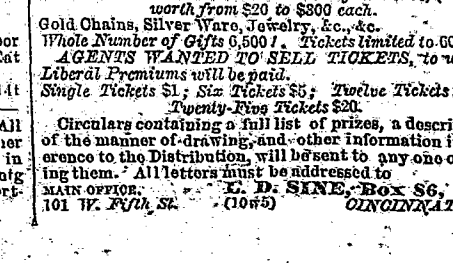 worth from $20 to $300 each.
Gold Chains, Silver Ware, Jewelry, &c., &c.
Whole Number of Gifts 6,500! Tickets limited to
AGENTS WANTED TO SELL TICKETS, to
Liberal Premiums will be paid.
Single Tickets $1; Six Tickets $5; Twelve Tickets
Twenty-Five Tickets $20.
Circulars containing a full list of prizes, a descri
of the manner of drawing, and other information i
erence to the Distribution, will be sent to any one o
ing them. All letters must be addressed to
MAIN OFFICE, L. D. SINE, Box 86,
101 W. Fifth St. (10w5) CINCINNAT